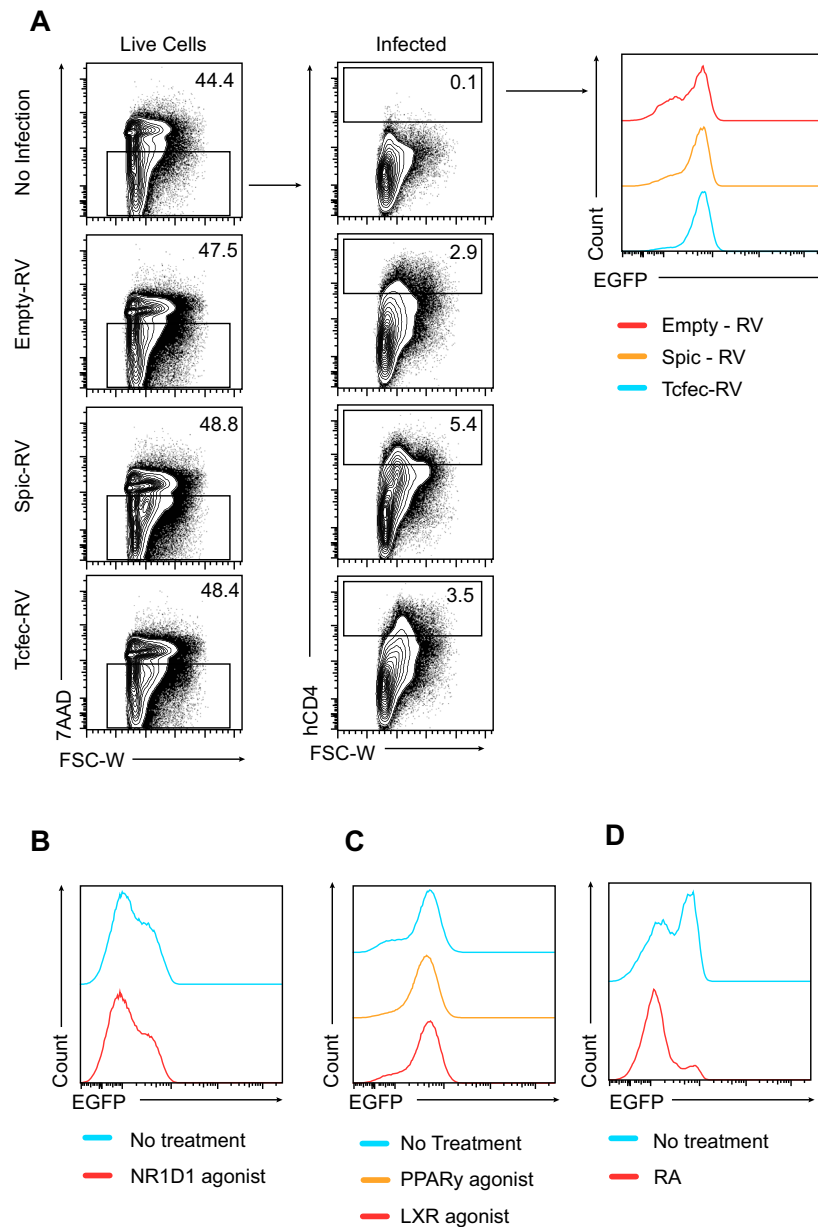 A
Live Cells
Infected
No Infection
44.4
0.1
Empty-RV
47.5
2.9
Spic-RV
48.8
5.4
Tcfec-RV
48.4
3.5
7AAD
FSC-W
hCD4
FSC-W
Count
EGFP
Empty - RV
Spic - RV
Tcfec-RV
B
Count
EGFP
No treatment
NR1D1 agonist
C
Count
EGFP
No Treatment
PPARy agonist
LXR agonist
D
Count
EGFP
No treatment
RA